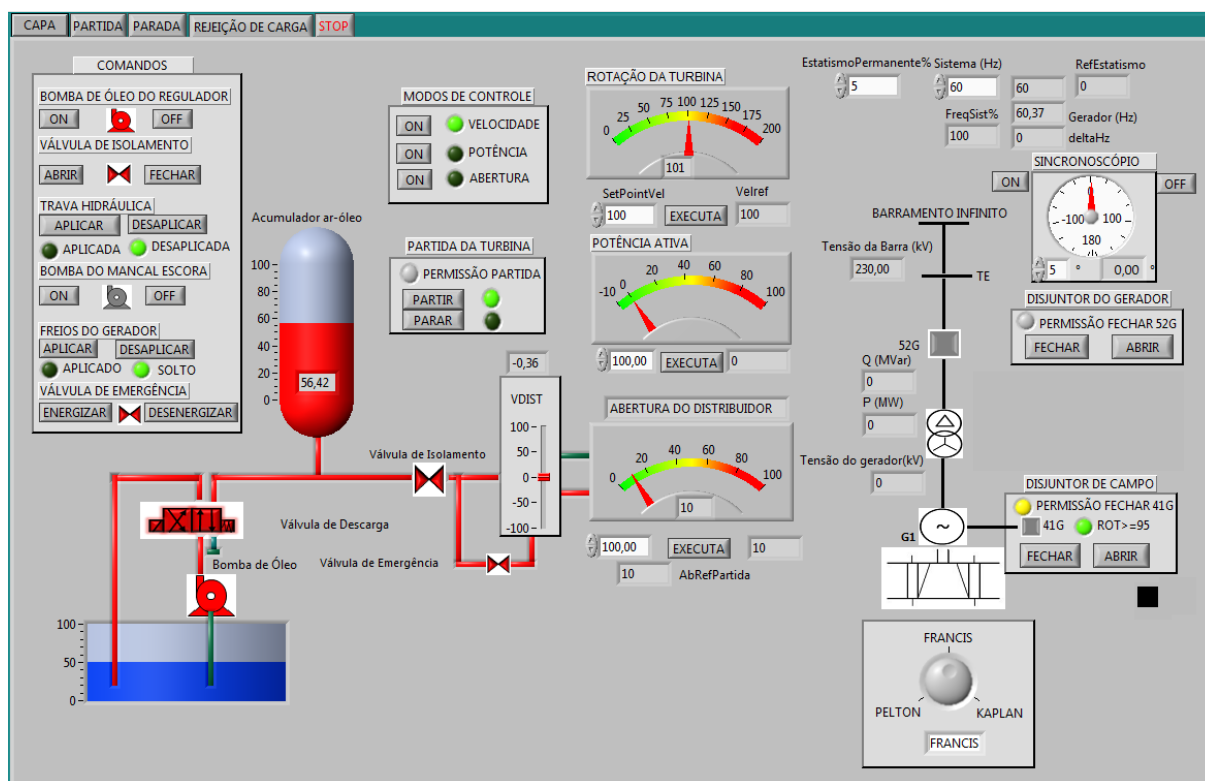 CAPA PARTIDA PARADA REJEIÇÃO DE CARGA STOP
COMANDOS
BOMBA DE ÓLEO DO REGULADOR
ON OFF
VÁLVULA DE ISOLAMENTO
ABRIR FECHAR
TRAVA HIDRÁULICA
APLICAR DESAPLICAR
APLICADA DESAPLICADA
BOMBA DO MANCAL ESCORA
ON OFF
FREIOS DO GERADOR
APLICAR DESAPLICAR
APLICADO SOLTO
VÁLVULA DE EMERGÊNCIA
ENERGIZAR DESENERGIZAR
MODOS DE CONTROLE
ON VELOCIDADE
ON POTÊNCIA
ON ABERTURA
PARTIDA DA TURBINA
PERMISSÃO PARTIDA
PARTIR
PARAR
Acumulador ar-óleo
100
80
60
40
20
0
56,42
Válvula de Isolamento
Válvula de Descarga
Bomba de Óleo
Válvula de Emergência
100
50
0
-0,36
VDIST
100
50
0
-50
-100
ROTAÇÃO DA TURBINA
0 25 50 75 100 125 150 175 200
101
SetPointVel Velref
100 EXECUTA 100
POTÊNCIA ATIVA
-10 0 20 40 60 80 100
100,00 EXECUTA 0
ABERTURA DO DISTRIBUIDOR
0 20 40 60 80 100
10
100,00 EXECUTA 10
10 AbRefPartida
EstatismoPermanente% Sistema (Hz) RefEstatismo
5 60 60 0
FreqSist% 60,37 Gerador (Hz)
100 0 deltaHz
SINCRONOSCÓPIO
ON OFF
0
-100 100
180
5 ° 0,00 °
BARRAMENTO INFINITO
Tensão da Barra (kV)
230,00
TE
DISJUNTOR DO GERADOR
PERMISSÃO FECHAR 52G
FECHAR ABRIR
52G
Q (MVar)
0
P (MW)
0
Tensão do gerador(kV)
0
G1
~
DISJUNTOR DE CAMPO
PERMISSÃO FECHAR 41G
41G ROT>=95
FECHAR ABRIR
FRANCIS
PELTON KAPLAN
FRANCIS